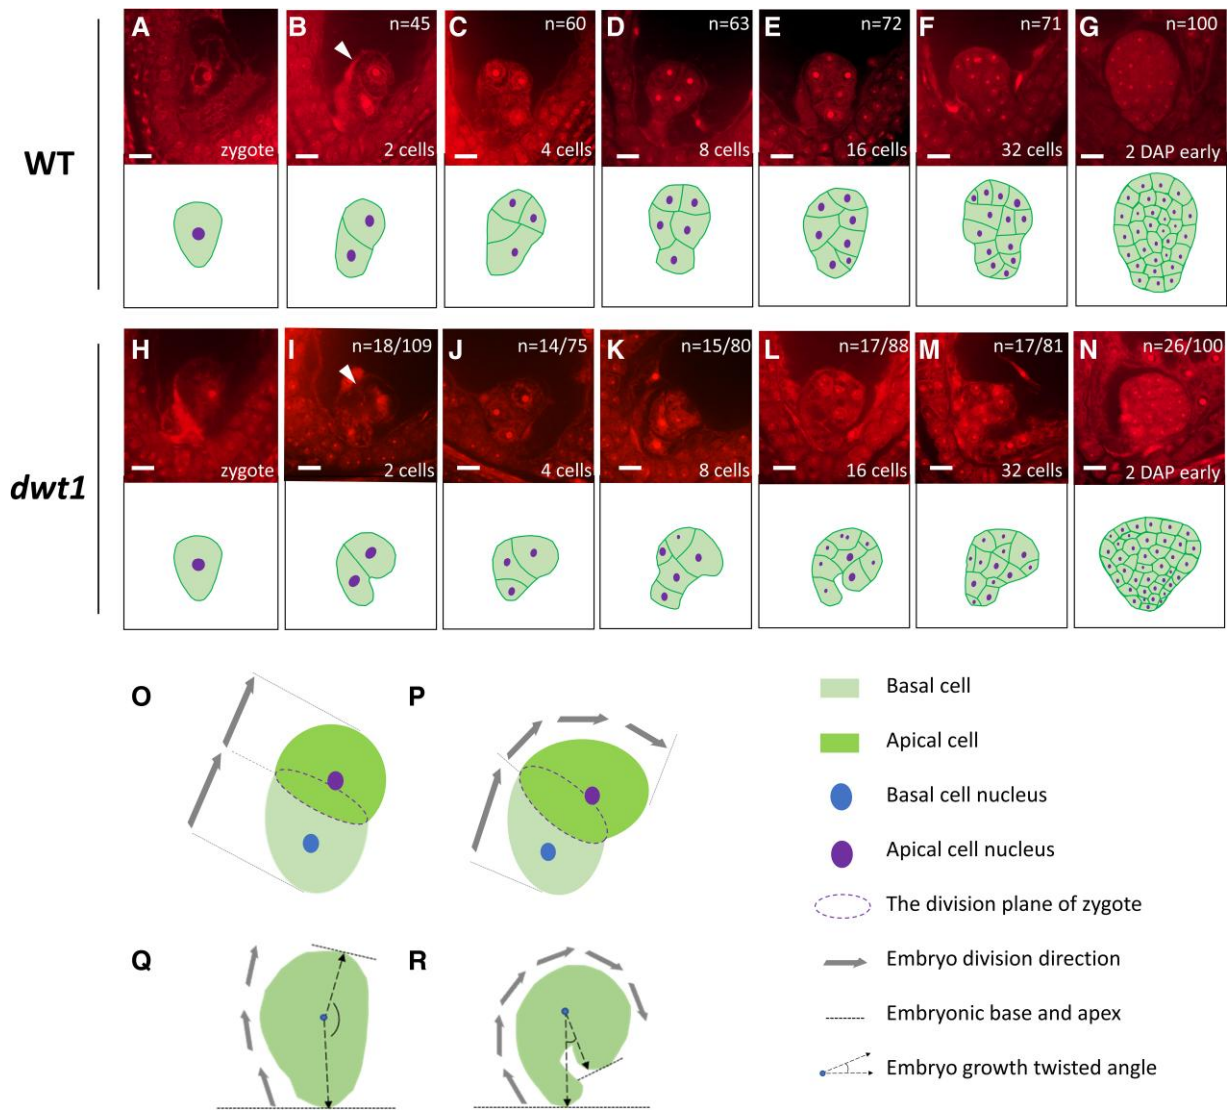 A n=45 B n=60 C n=63 D n=72 E n=71 F n=100 G
zygote 2 cells 4 cells 8 cells 16 cells 32 cells 2 DAP early
WT
H n=18/109 I n=14/75 J n=15/80 K n=17/88 L n=17/81 M n=26/100 N
zygote 2 cells 4 cells 8 cells 16 cells 32 cells 2 DAP early
dwt1
O P
Basal cell
Apical cell
Basal cell nucleus
Apical cell nucleus
The division plane of zygote
Q R
Embryo division direction
Embryonic base and apex
Embryo growth twisted angle